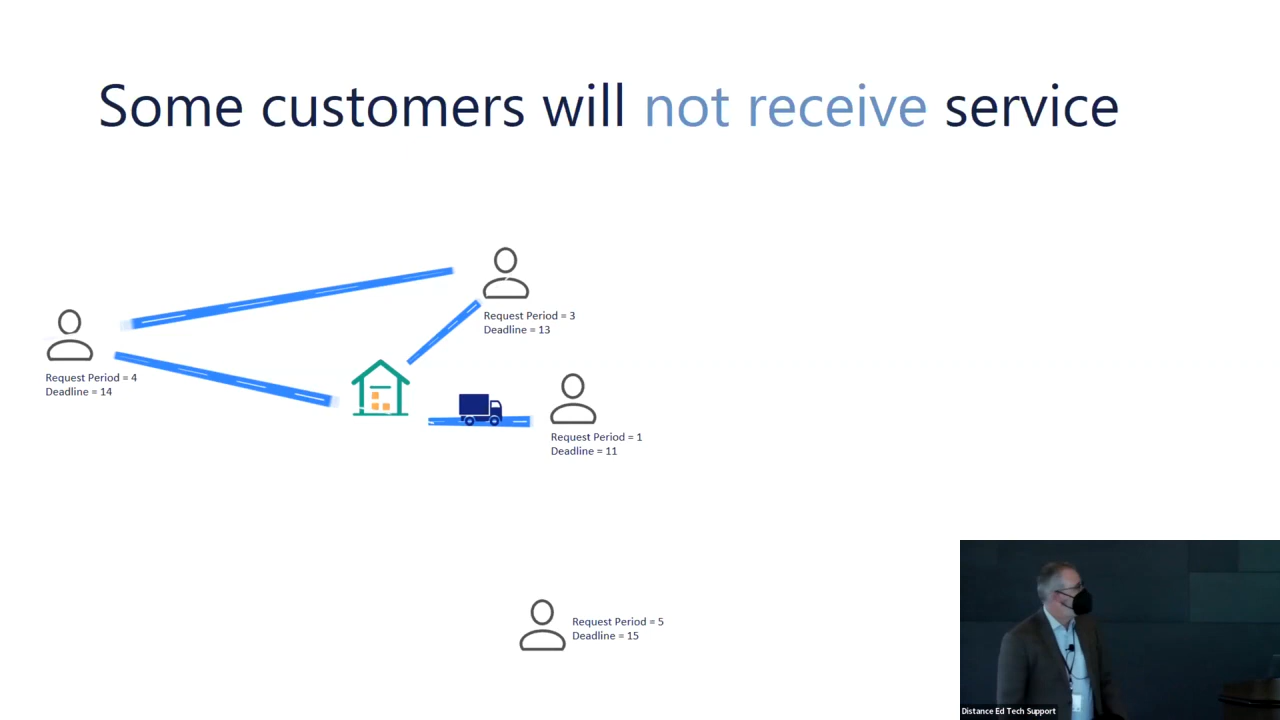 Some customers will not receive service
Request Period = 3
Deadline = 13
Request Period = 4
Deadline = 14
Request Period = 1
Deadline = 11
Request Period = 5
Deadline = 15
Distance Ed Tech Support